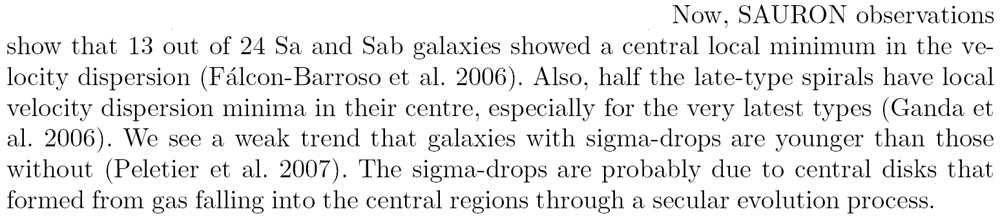 Now, SAURON observations
show that 13 out of 24 Sa and Sab galaxies showed a central local minimum in the ve-
locity dispersion (Fálcon-Barroso et al. 2006). Also, half the late-type spirals have local
velocity dispersion minima in their centre, especially for the very latest types (Ganda et
al. 2006). We see a weak trend that galaxies with sigma-drops are younger than those
without (Peletier et al. 2007). The sigma-drops are probably due to central disks that
formed from gas falling into the central regions through a secular evolution process.